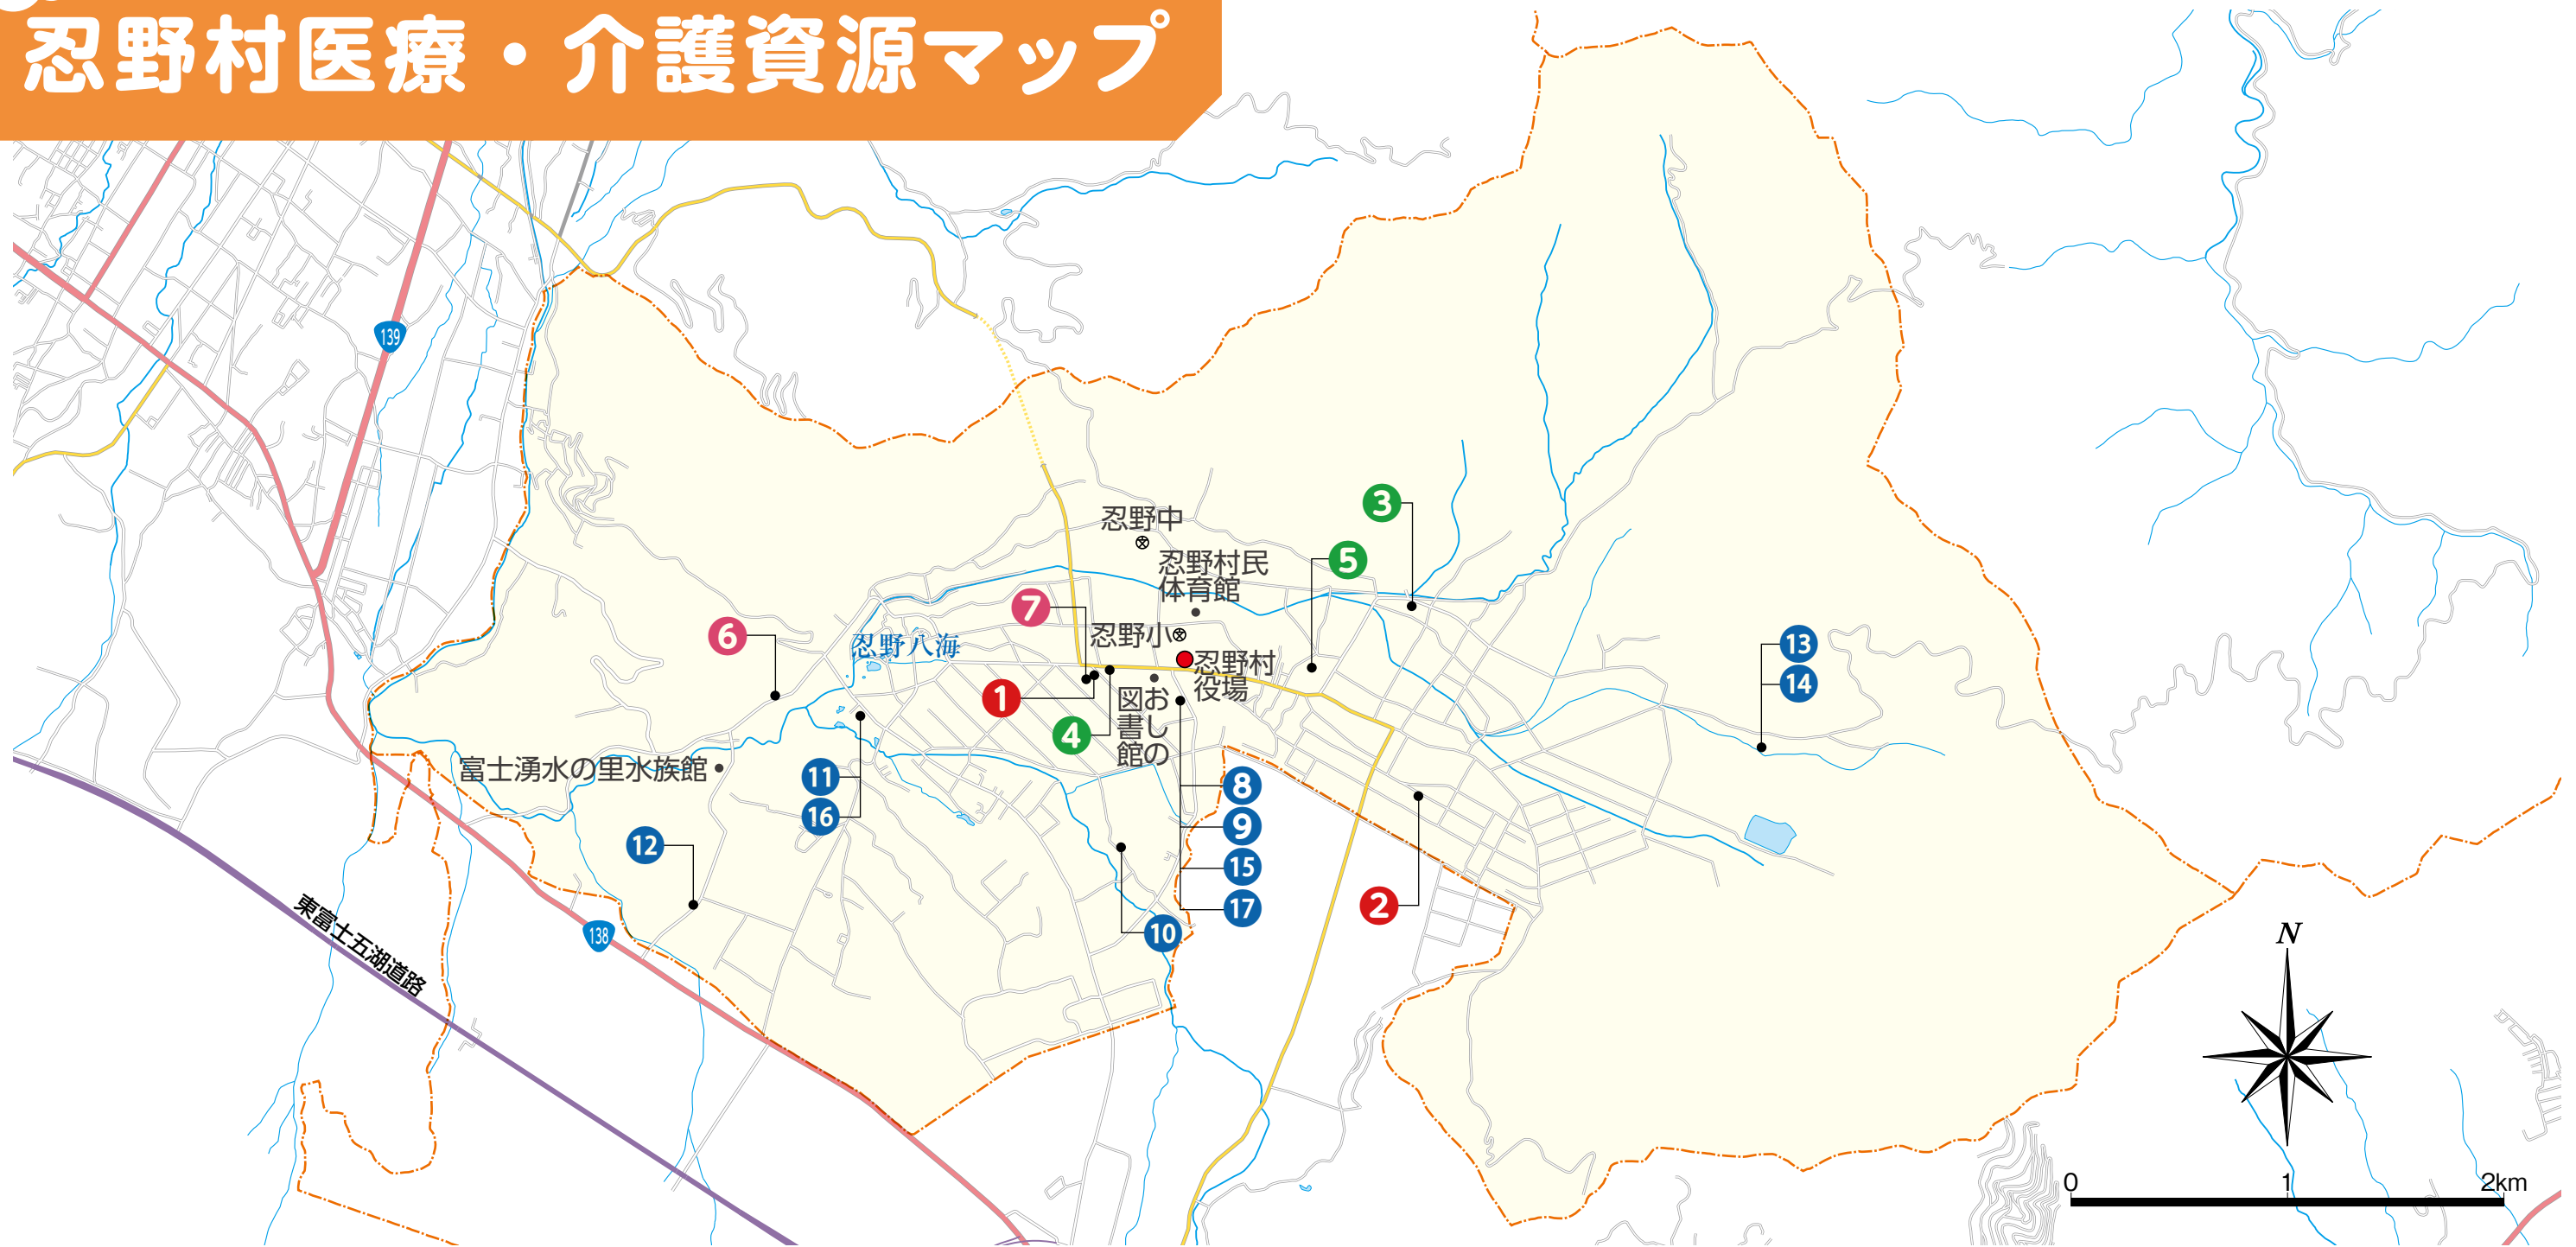 忍野村医療・介護資源マップ
139
忍野中
3
忍野村民
体育館
5
7
6
忍野小
忍野八海
13
忍野村
役場
14
1
おしの
図書館
4
富士湧水の里水族館
11
8
16
9
12
15
2
17
10
138
東富士五湖道路
N
0 1 2km